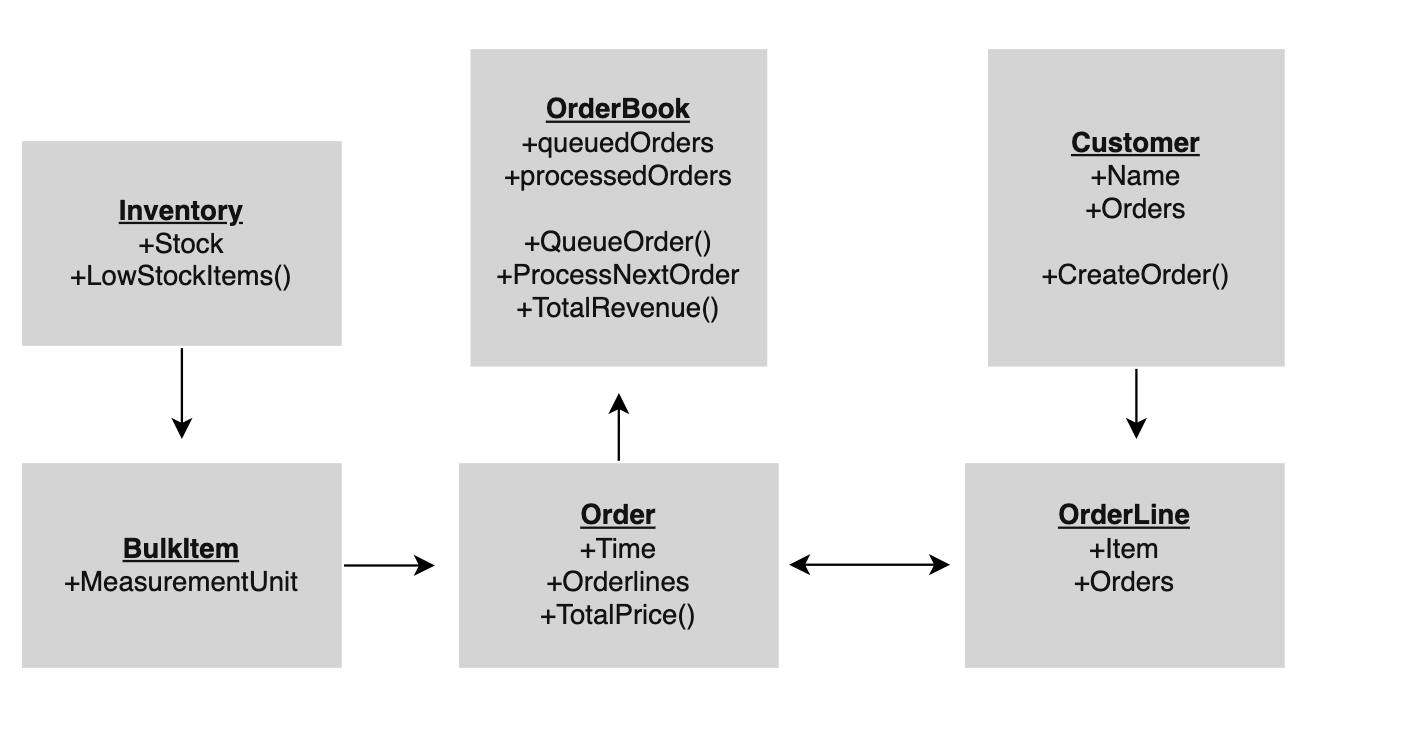 Inventory
+Stock
+LowStockItems()
OrderBook
+queuedOrders
+processedOrders
+QueueOrder()
+ProcessNextOrder
+TotalRevenue()
Customer
+Name
+Orders
+CreateOrder()
BulkItem
+MeasurementUnit
Order
+Time
+Orderlines
+TotalPrice()
OrderLine
+Item
+Orders